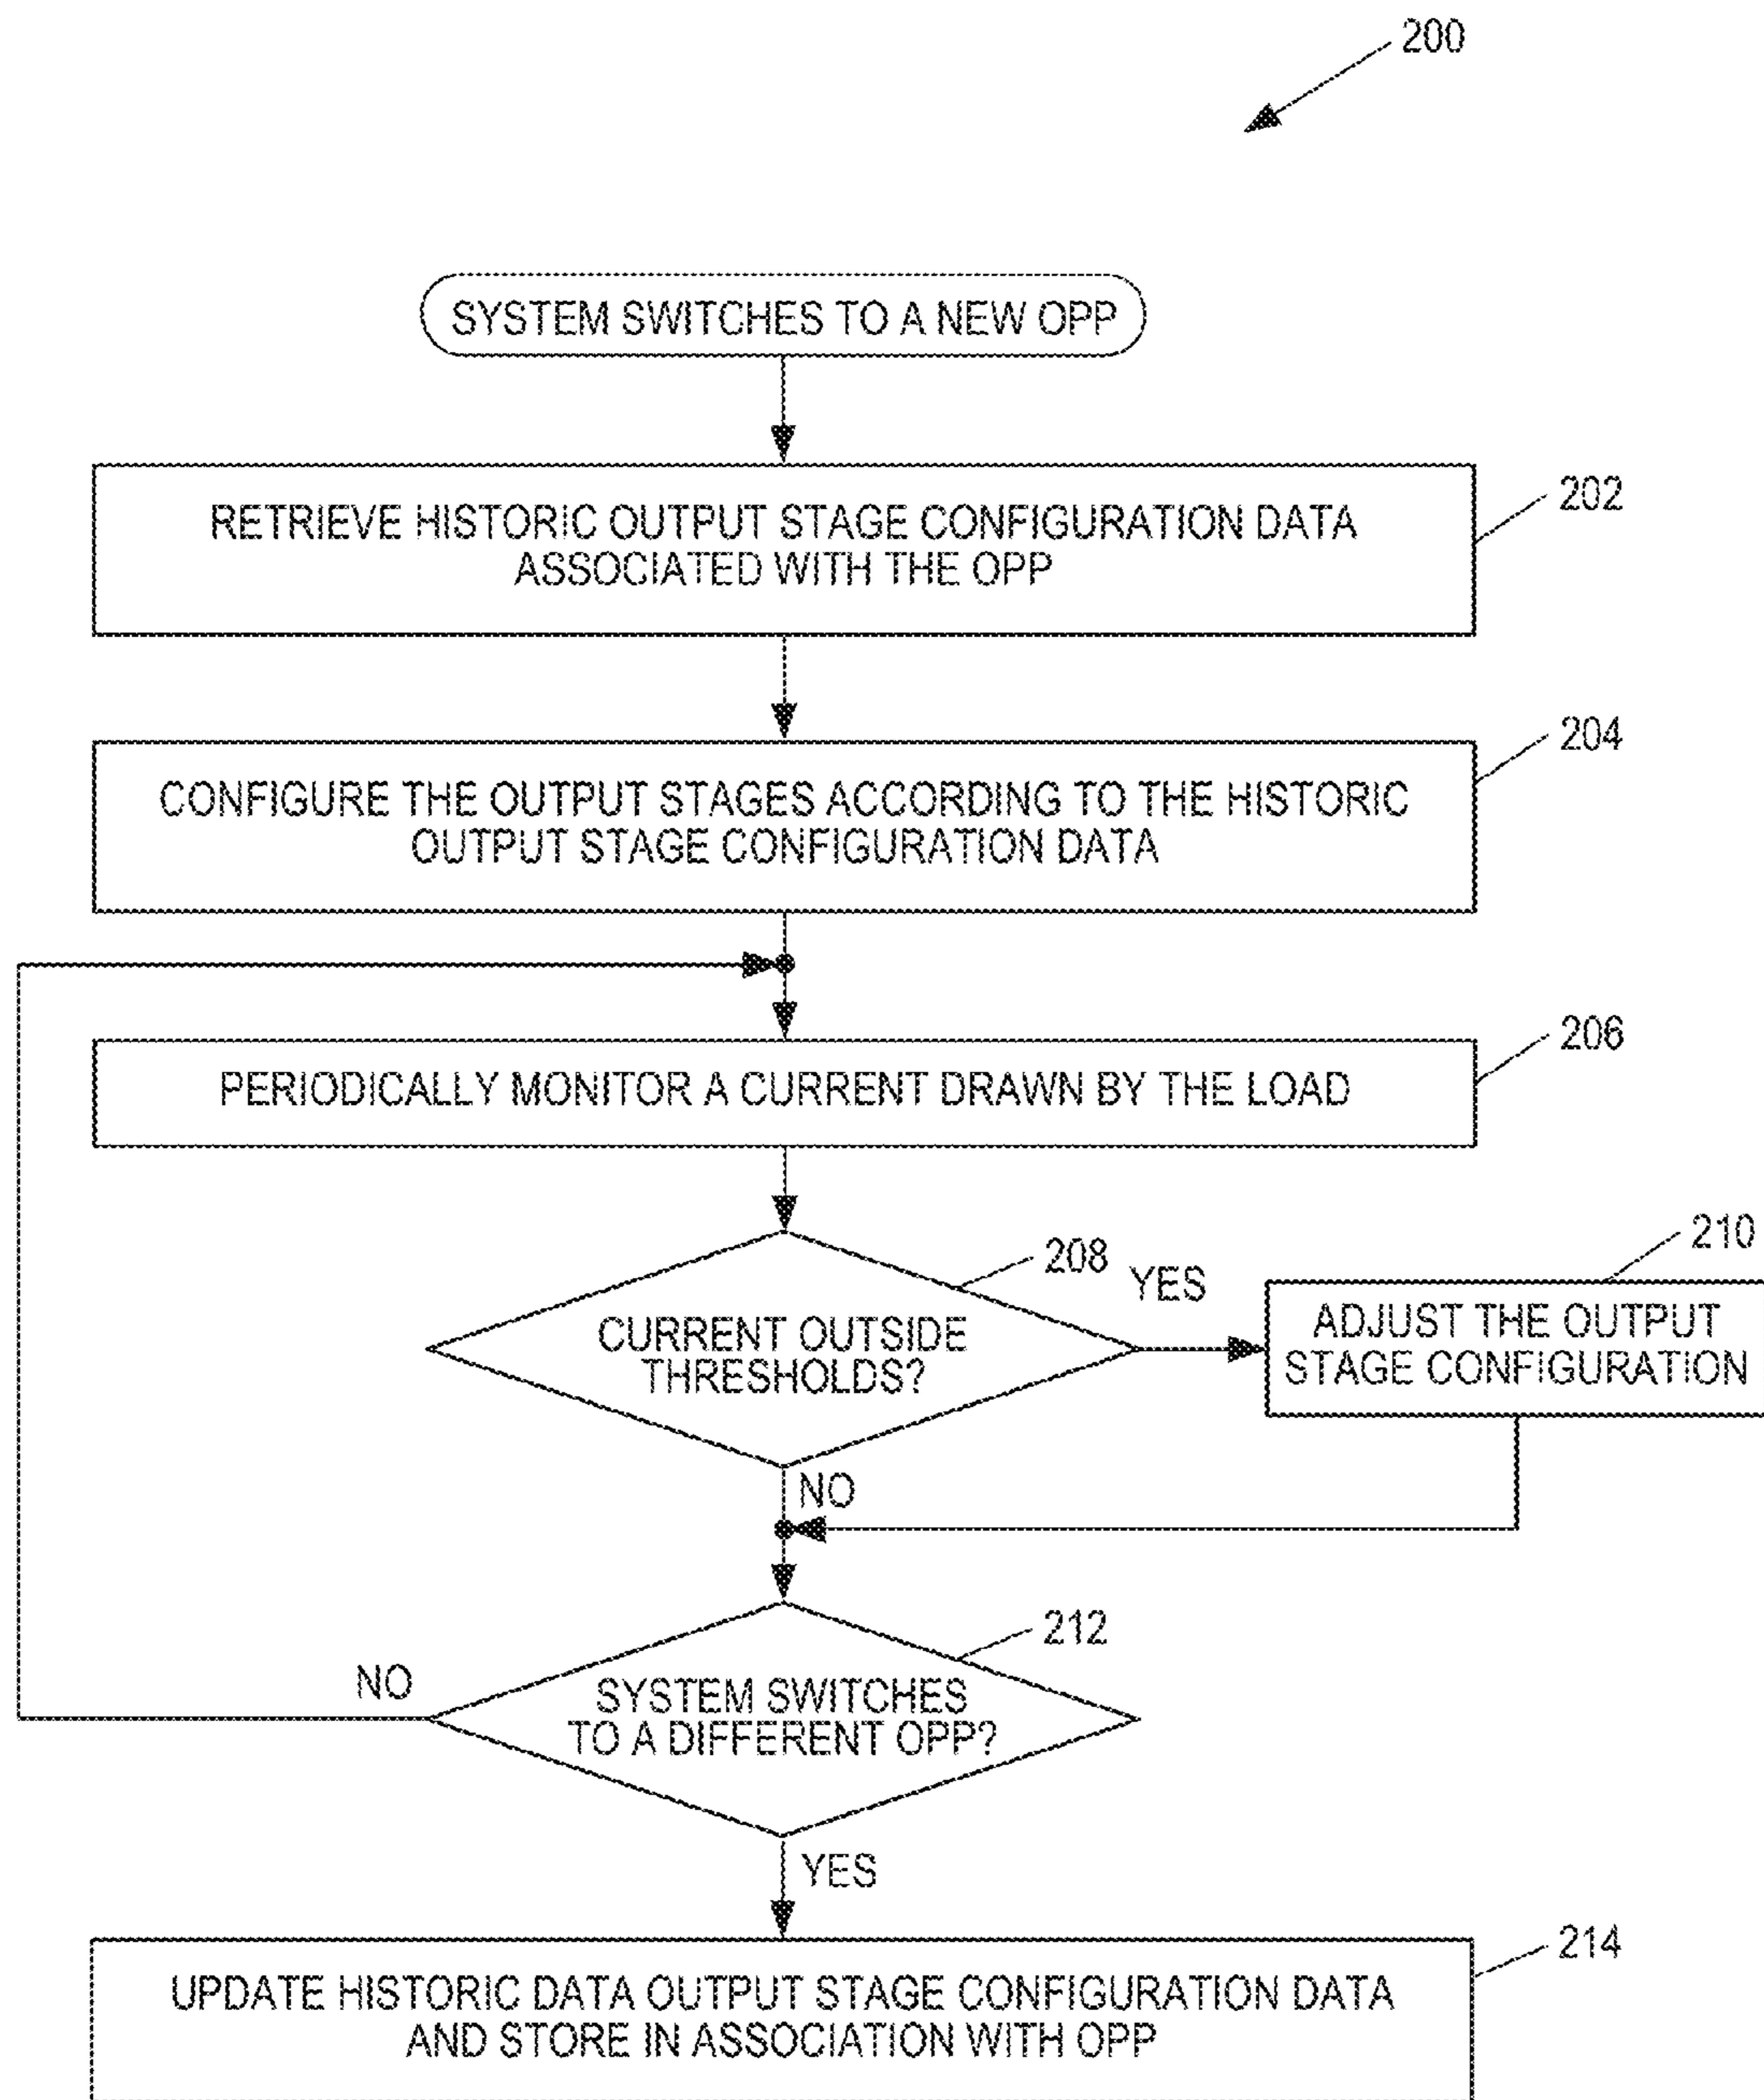 200
SYSTEM SWITCHES TO A NEW OPP
202
RETRIEVE HISTORIC OUTPUT STAGE CONFIGURATION DATA
ASSOCIATED WITH THE OPP
204
CONFIGURE THE OUTPUT STAGES ACCORDING TO THE HISTORIC
OUTPUT STAGE CONFIGURATION DATA
206
PERIODICALLY MONITOR A CURRENT DRAWN BY THE LOAD
208
CURRENT OUTSIDE
THRESHOLDS?
YES
210
ADJUST THE OUTPUT
STAGE CONFIGURATION
NO
212
SYSTEM SWITCHES
TO A DIFFERENT OPP?
NO
YES
214
UPDATE HISTORIC DATA OUTPUT STAGE CONFIGURATION DATA
AND STORE IN ASSOCIATION WITH OPP